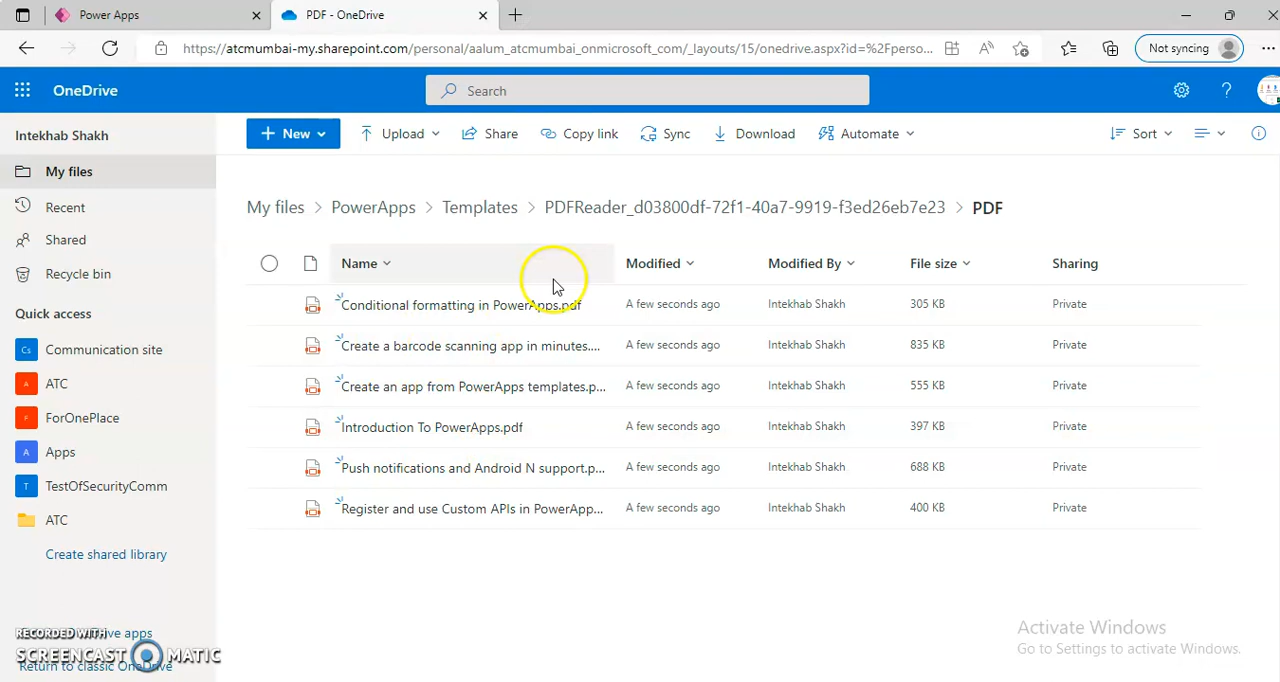 Power Apps
PDF - OneDrive
https://atcmumbai-my.sharepoint.com/personal/aalum_atcmumbai_onmicrosoft_com/_layouts/15/onedrive.aspx?id=%2Fperso...
Not syncing
OneDrive
Search
Intekhab Shakh
New
Upload
Share
Copy link
Sync
Download
Automate
Sort
My files
Recent
Shared
Recycle bin
Quick access
Cs Communication site
A ATC
F ForOnePlace
A Apps
T TestOfSecurityComm
ATC
Create shared library
My files > PowerApps > Templates > PDFReader_d03800df-72f1-40a7-9919-f3ed26eb7e23 > PDF
Name Modified Modified By File size Sharing
Conditional formatting in PowerApps.pdf A few seconds ago Intekhab Shakh 305 KB Private
Create a barcode scanning app in minutes.... A few seconds ago Intekhab Shakh 835 KB Private
Create an app from PowerApps templates.p... A few seconds ago Intekhab Shakh 555 KB Private
Introduction To PowerApps.pdf A few seconds ago Intekhab Shakh 397 KB Private
Push notifications and Android N support.p... A few seconds ago Intekhab Shakh 688 KB Private
Register and use Custom APIs in PowerApp... A few seconds ago Intekhab Shakh 400 KB Private
Activate Windows
Go to Settings to activate Windows.
RECORDED WITH
apps
SCREENCAST MATIC
Return to classic OneDrive